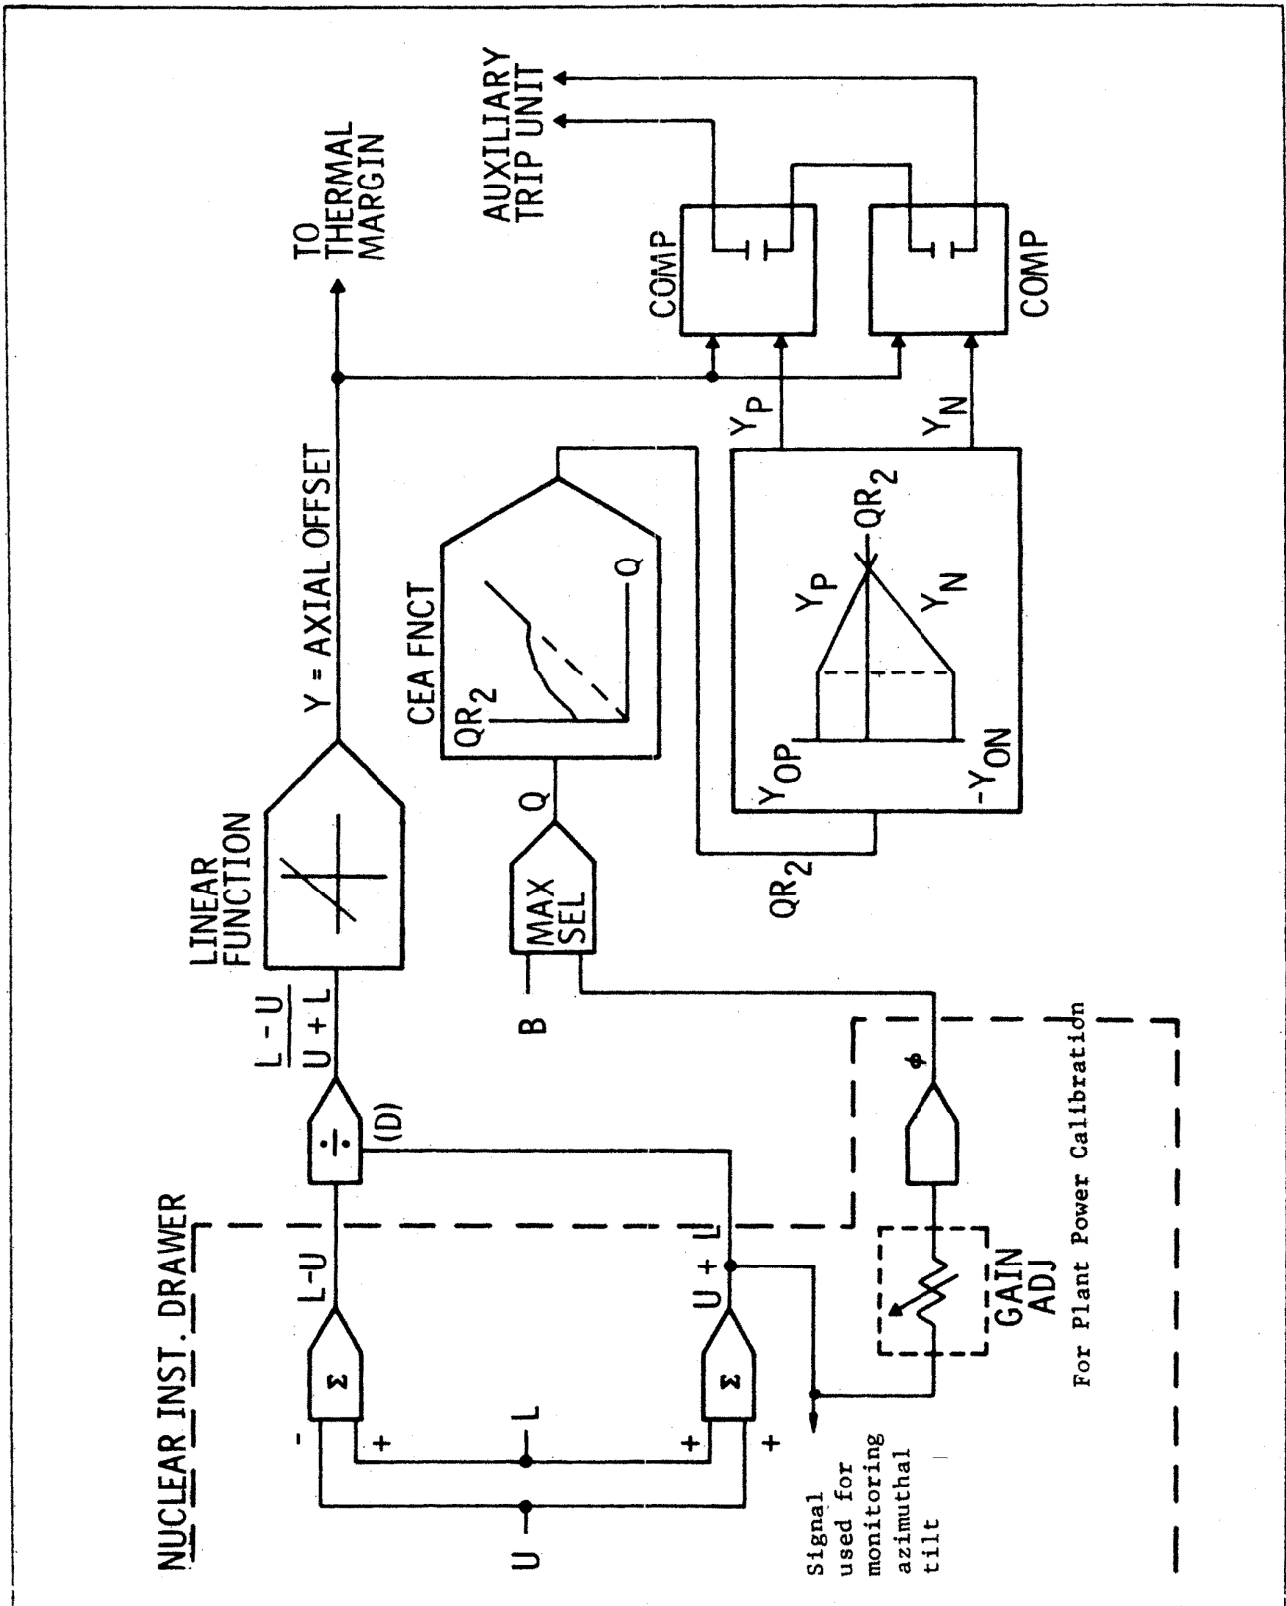 NUCLEAR INST. DRAWER
U
L
-
+
+
+
Σ
Σ
L-U
U + L
÷
(D)
L - U
U + L
LINEAR
FUNCTION
Y = AXIAL OFFSET
TO
THERMAL
MARGIN
Signal
used for
monitoring
azimuthal
tilt
GAIN
ADJ
For Plant Power Calibration
ϕ
B
MAX
SEL
Q
CEA FNCT
QR2
Q
QR2
YOP
-YON
YP
YN
QR2
YP
YN
COMP
COMP
AUXILIARY
TRIP UNIT